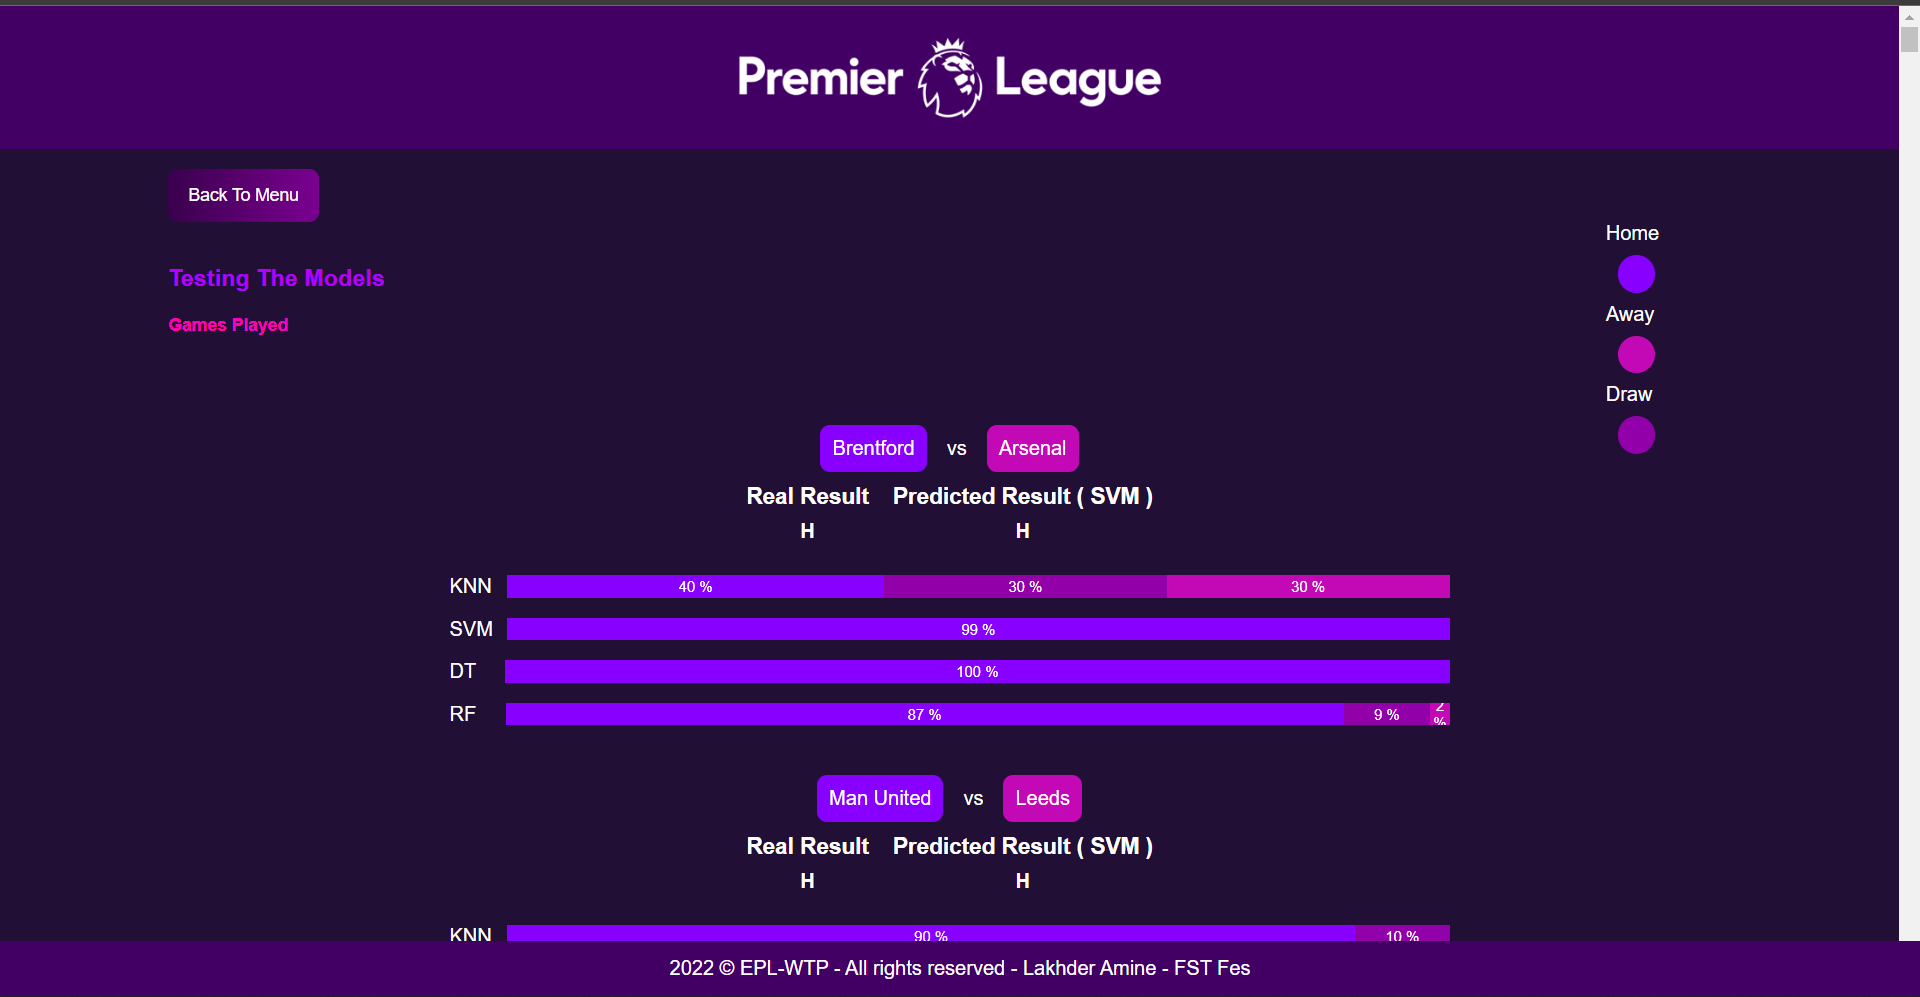 Premier League
Back To Menu
Home
Testing The Models
Away
Games Played
Draw
Brentford vs Arsenal
Real Result Predicted Result ( SVM )
H H
KNN 40 % 30 % 30 %
SVM 99 %
DT 100 %
RF 87 % 9 % 2 %
Man United vs Leeds
Real Result Predicted Result ( SVM )
H H
KNN 90 % 10 %
2022 © EPL-WTP - All rights reserved - Lakhder Amine - FST Fes